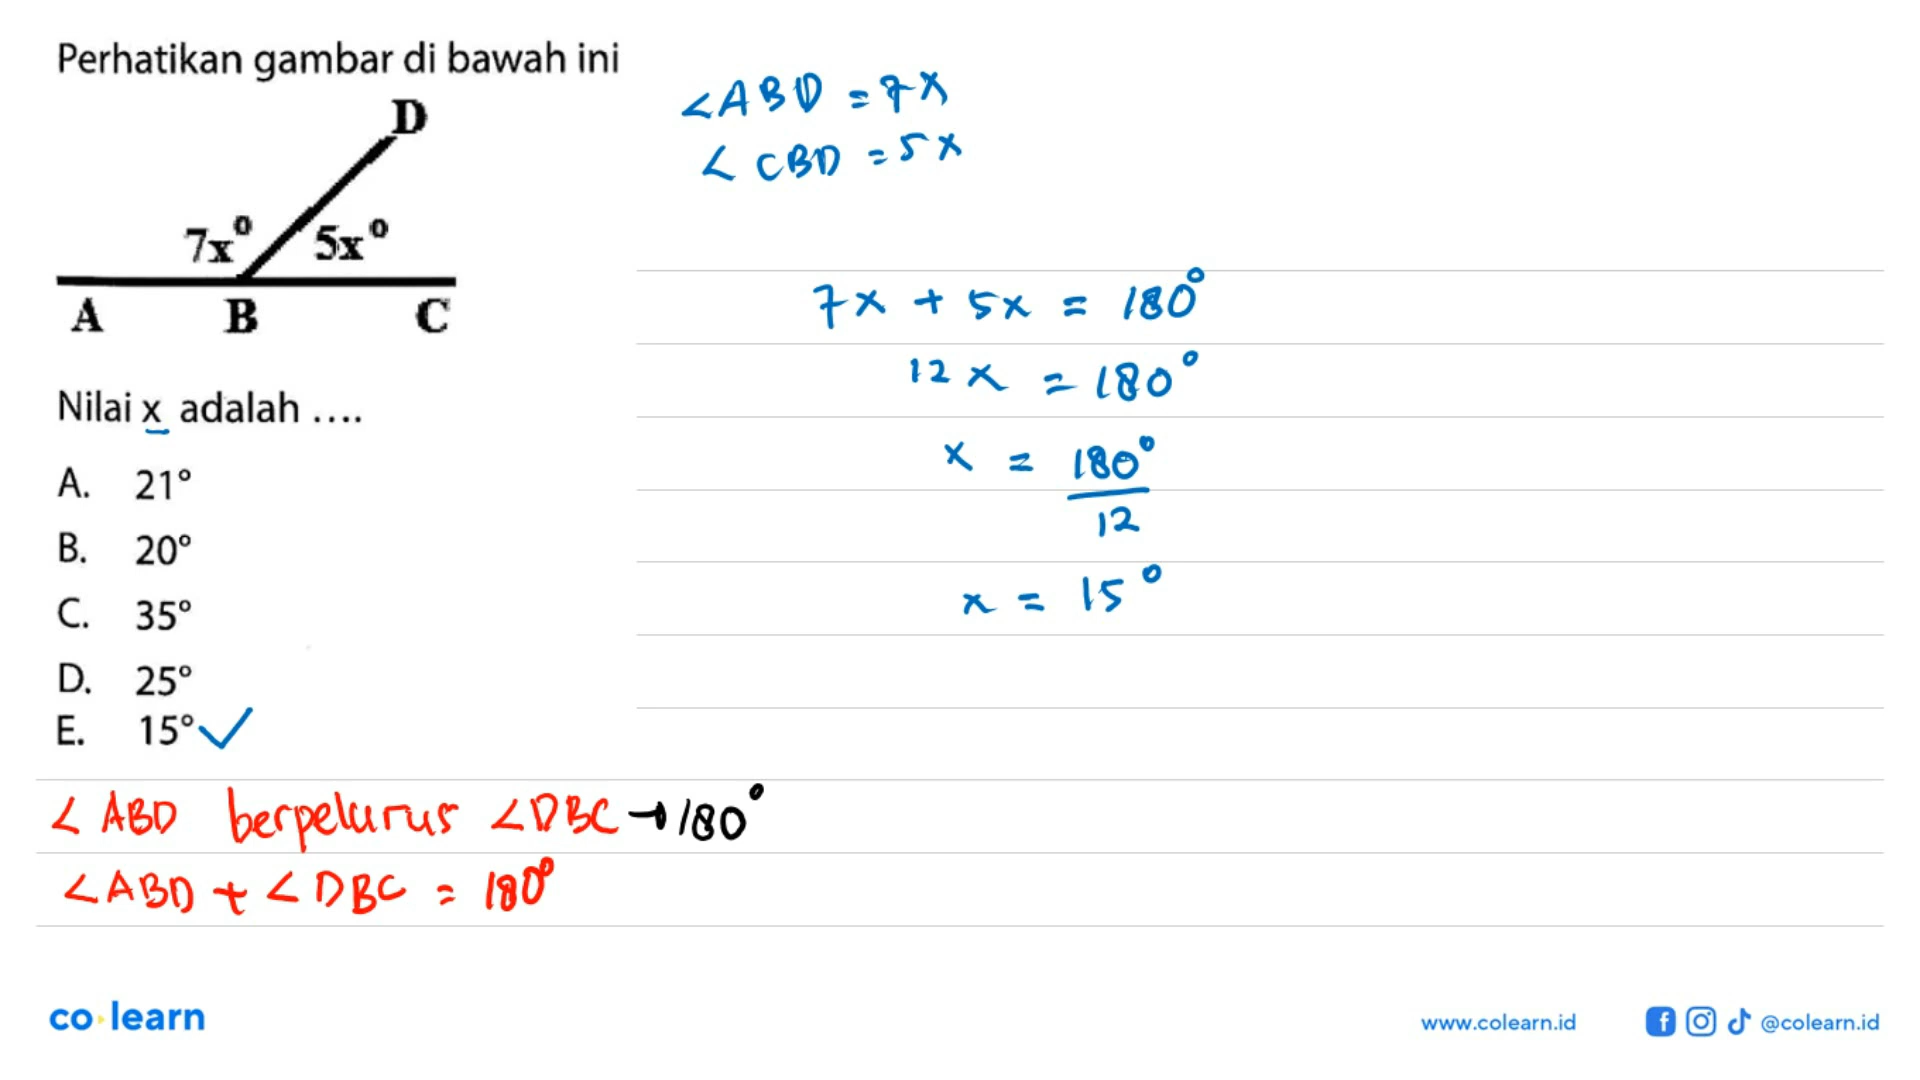 Perhatikan gambar di bawah ini
D
7x° 5x°
A B C
Nilai x adalah ....
A. 21°
B. 20°
C. 35°
D. 25°
E. 15°
∠ABD = 7x
∠CBD = 5x
7x + 5x = 180°
12x = 180°
x = 180°
12
x = 15°
∠ABD berpelurus ∠DBC → 180°
∠ABD + ∠DBC = 180°
co learn
www.colearn.id
@colearn.id